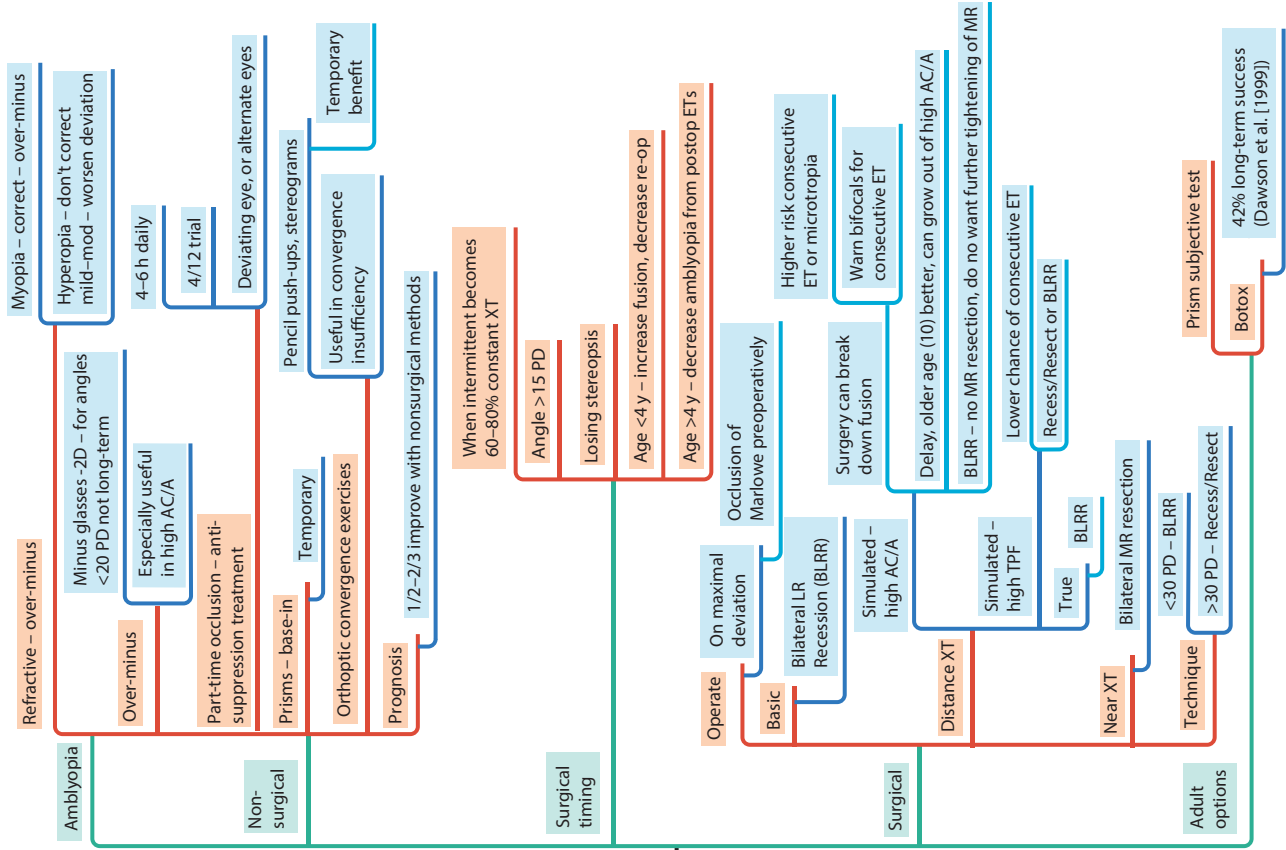 Amblyopia
Non-
surgical
Refractive – over-minus
Myopia – correct – over-minus
Hyperopia – don't correct
mild–mod – worsen deviation
Over-minus
Minus glasses -2D – for angles
<20 PD not long-term
Especially useful
in high AC/A
Part-time occlusion – anti-
suppression treatment
4–6 h daily
4/12 trial
Deviating eye, or alternate eyes
Prisms – base-in
Temporary
Orthoptic convergence exercises
Pencil push-ups, stereograms
Temporary
benefit
Useful in convergence
insufficiency
Prognosis
1/2–2/3 improve with nonsurgical methods
Surgical
timing
When intermittent becomes
60–80% constant XT
Angle >15 PD
Losing stereopsis
Age <4 y – increase fusion, decrease re-op
Age >4 y – decrease amblyopia from postop ETs
Surgical
Operate
On maximal
deviation
Occlusion of
Marlowe preoperatively
Basic
Bilateral LR
Recession (BLRR)
Distance XT
Simulated –
high AC/A
Surgery can break
down fusion
Higher risk consecutive
ET or microtropia
Warn bifocals for
consecutive ET
Delay, older age (10) better, can grow out of high AC/A
BLRR – no MR resection, do no want further tightening of MR
Simulated –
high TPF
Lower chance of consecutive ET
Recess/Resect or BLRR
True
BLRR
Near XT
Bilateral MR resection
Technique
<30 PD – BLRR
>30 PD – Recess/Resect
Adult
options
Prism subjective test
Botox
42% long-term success
(Dawson et al. [1999])